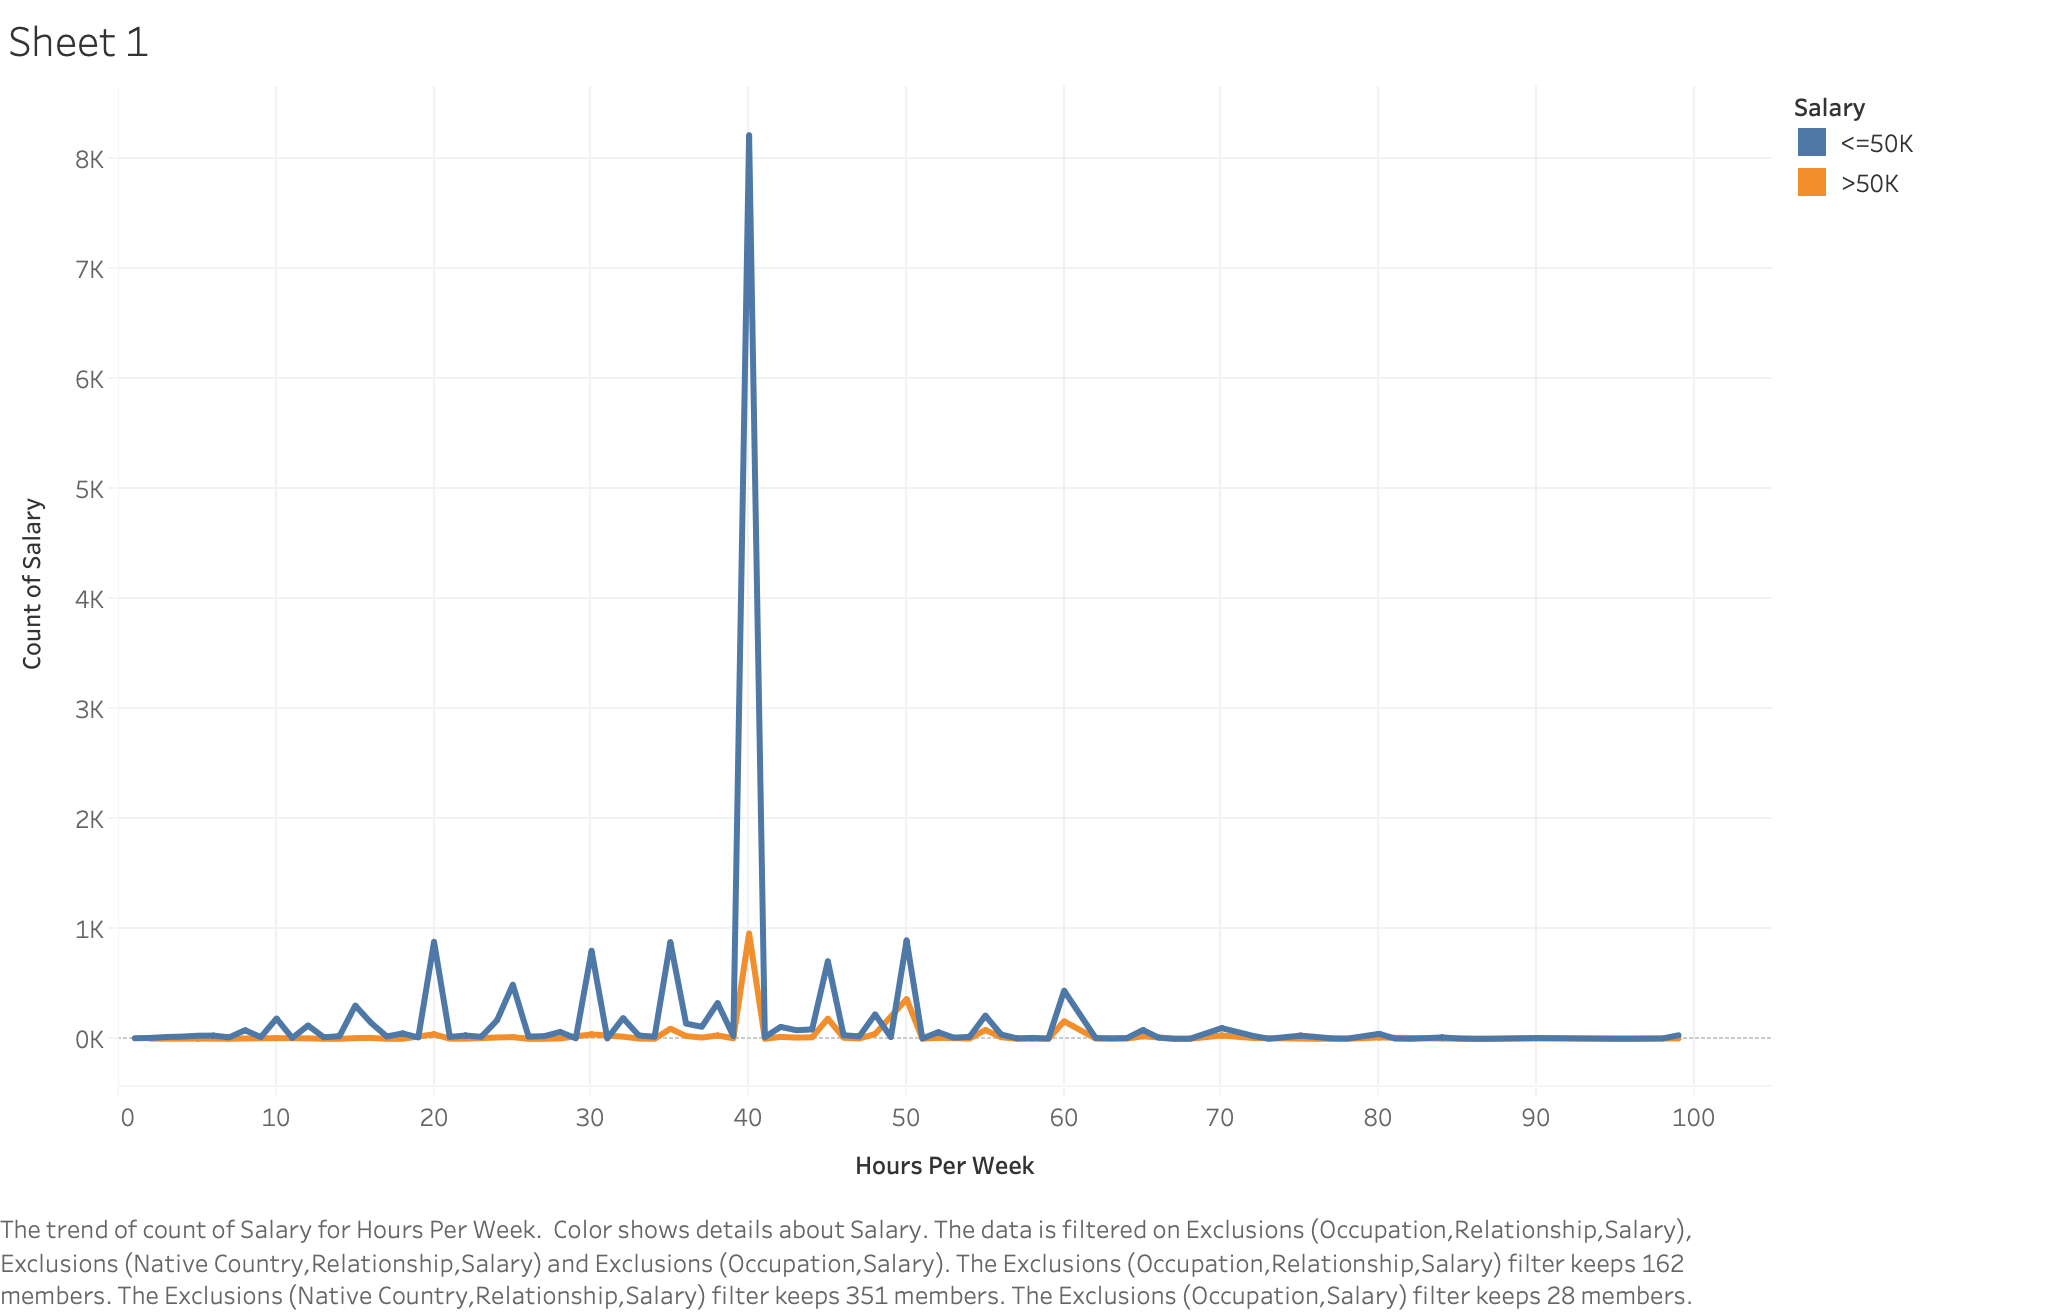 Sheet 1
Salary
<=50K
>50K
8K
7K
6K
5K
4K
3K
2K
1K
0K
Count of Salary
0 10 20 30 40 50 60 70 80 90 100
Hours Per Week
The trend of count of Salary for Hours Per Week.  Color shows details about Salary. The data is filtered on Exclusions (Occupation,Relationship,Salary),
Exclusions (Native Country,Relationship,Salary) and Exclusions (Occupation,Salary). The Exclusions (Occupation,Relationship,Salary) filter keeps 162
members. The Exclusions (Native Country,Relationship,Salary) filter keeps 351 members. The Exclusions (Occupation,Salary) filter keeps 28 members.